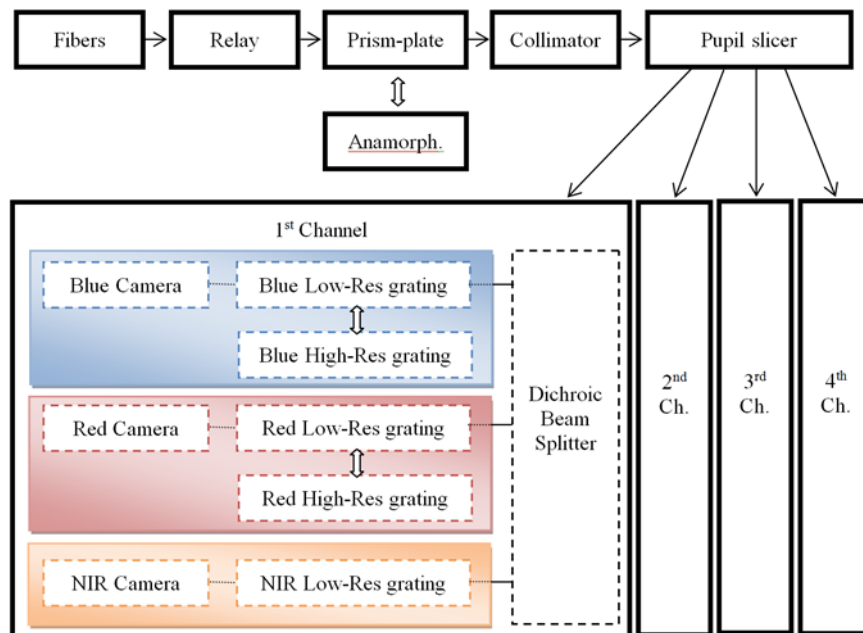 Fibers
Relay
Prism-plate
Collimator
Pupil slicer
Anamorph.
1st Channel
Blue Camera
Blue Low-Res grating
Blue High-Res grating
Red Camera
Red Low-Res grating
Red High-Res grating
NIR Camera
NIR Low-Res grating
Dichroic
Beam
Splitter
2nd
Ch.
3rd
Ch.
4th
Ch.